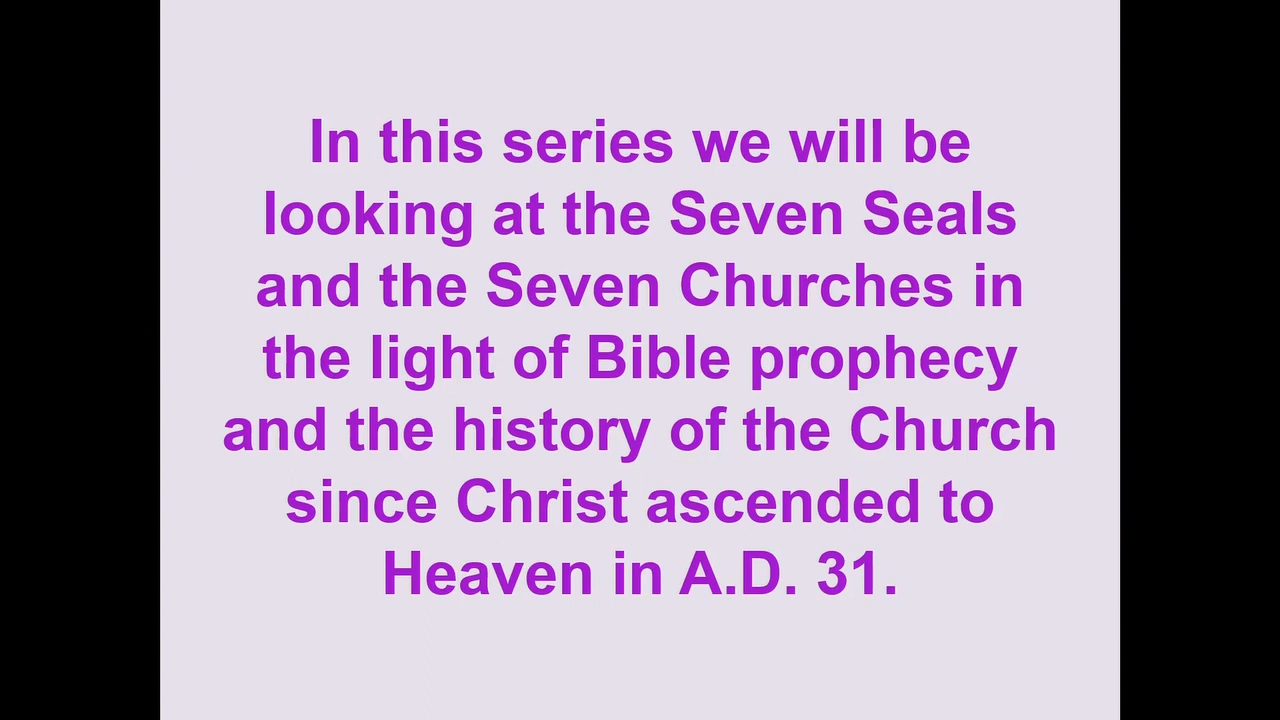 In this series we will be
looking at the Seven Seals
and the Seven Churches in
the light of Bible prophecy
and the history of the Church
since Christ ascended to
Heaven in A.D. 31.